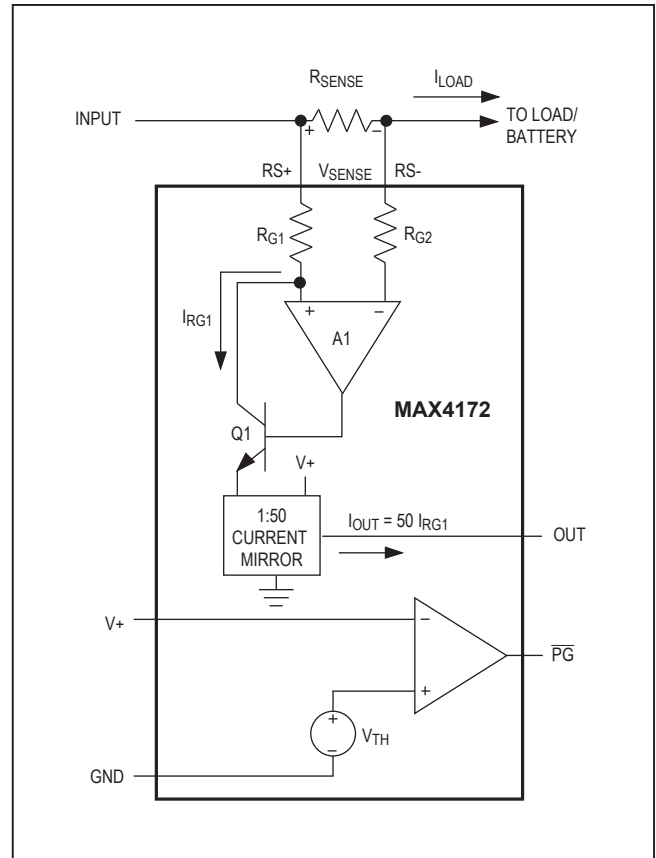 RSENSE
ILOAD
INPUT
+
−
TO LOAD/
BATTERY
RS+
VSENSE
RS-
RG1
RG2
IRG1
+
−
A1
MAX4172
Q1
V+
1:50
CURRENT
MIRROR
IOUT = 50 IRG1
OUT
V+
−
PG
+
+
−
VTH
GND